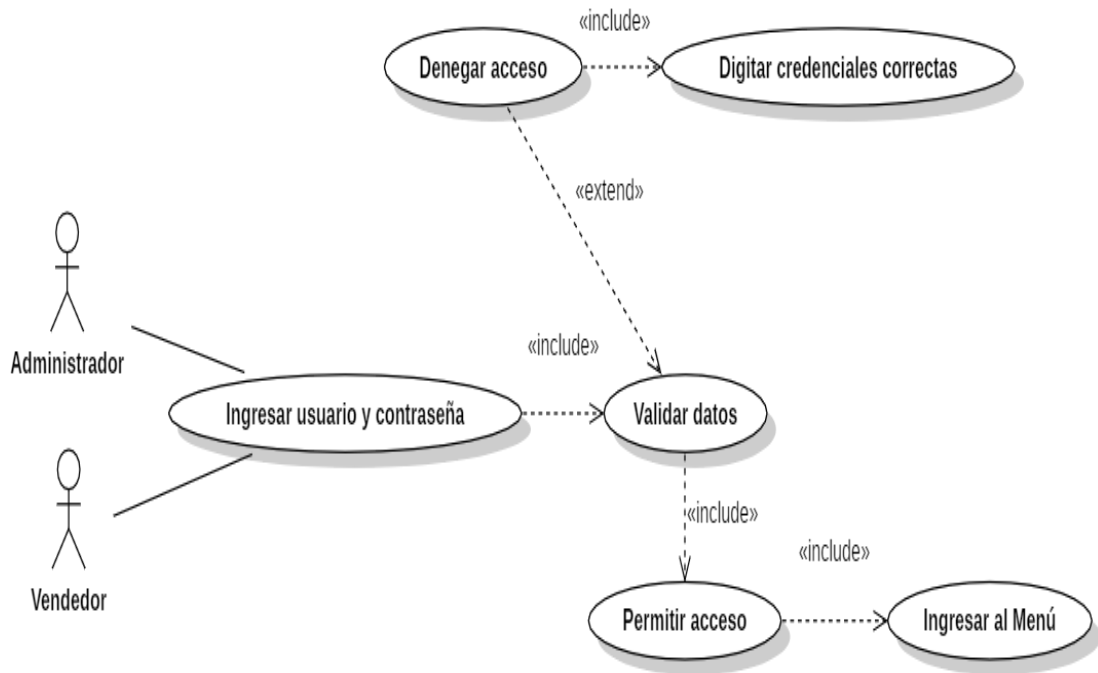 «include»
Denegar acceso
Digitar credenciales correctas
«extend»
Administrador
«include»
Ingresar usuario y contraseña
Validar datos
«include»
«include»
Vendedor
Permitir acceso
Ingresar al Menú